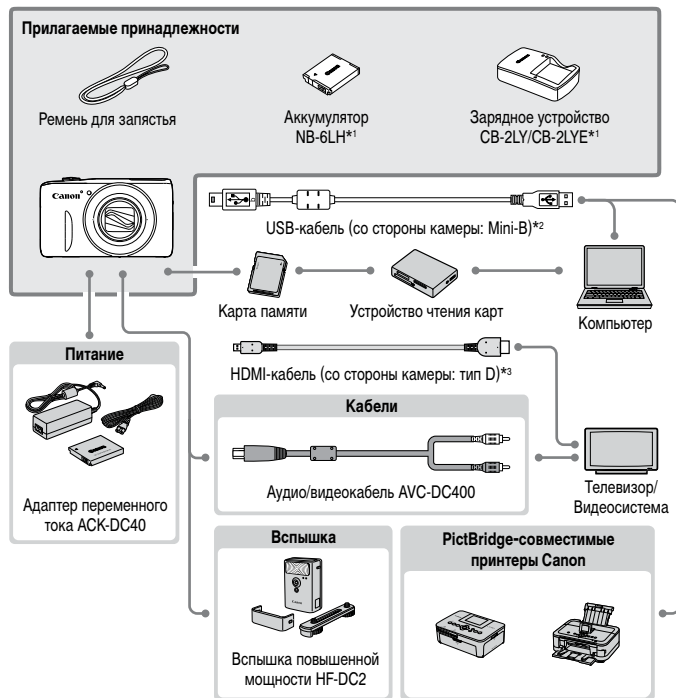 Прилагаемые принадлежности
Ремень для запястья
Аккумулятор
NB-6LH*1
Зарядное устройство
CB-2LY/CB-2LYE*1
Canon
USB-кабель (со стороны камеры: Mini-B)*2
Карта памяти
Устройство чтения карт
Компьютер
HDMI-кабель (со стороны камеры: тип D)*3
Питание
Адаптер переменного
тока ACK-DC40
Кабели
Аудио/видеокабель AVC-DC400
Телевизор/
Видеосистема
Вспышка
Canon
Вспышка повышенной
мощности HF-DC2
PictBridge-совместимые
принтеры Canon